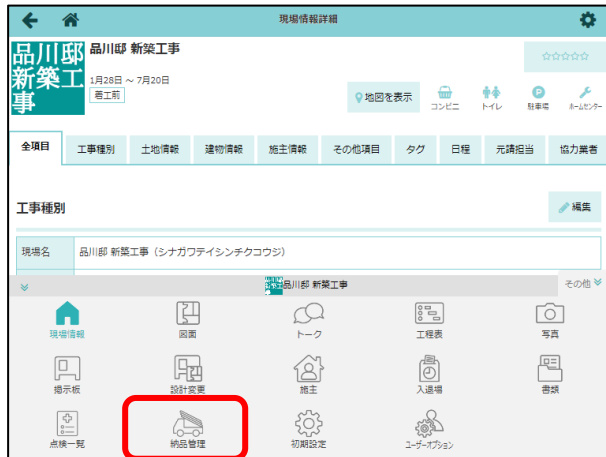 現場情報詳細
品川邸
新築工
事
品川邸 新築工事
1月28日 ～ 7月20日
着工前
地図を表示
コンビニ
トイレ
P
駐車場
ホームセンター
全項目 工事種別 土地情報 建物情報 施主情報 その他項目 タグ 日程 元請担当 協力業者
工事種別
編集
現場名 品川邸 新築工事（シナガワテイシンチクコウジ）
品川邸 新築工事
その他
現場情報 図面 トーク 工程表 写真
掲示板 設計変更 施主 入退場 書類
点検一覧 納品管理 初期設定 ユーザーオプション